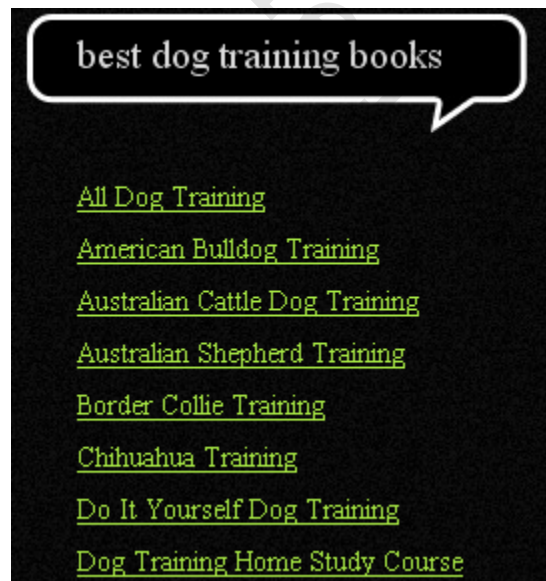 best dog training books
All Dog Training
American Bulldog Training
Australian Cattle Dog Training
Australian Shepherd Training
Border Collie Training
Chihuahua Training
Do It Yourself Dog Training
Dog Training Home Study Course